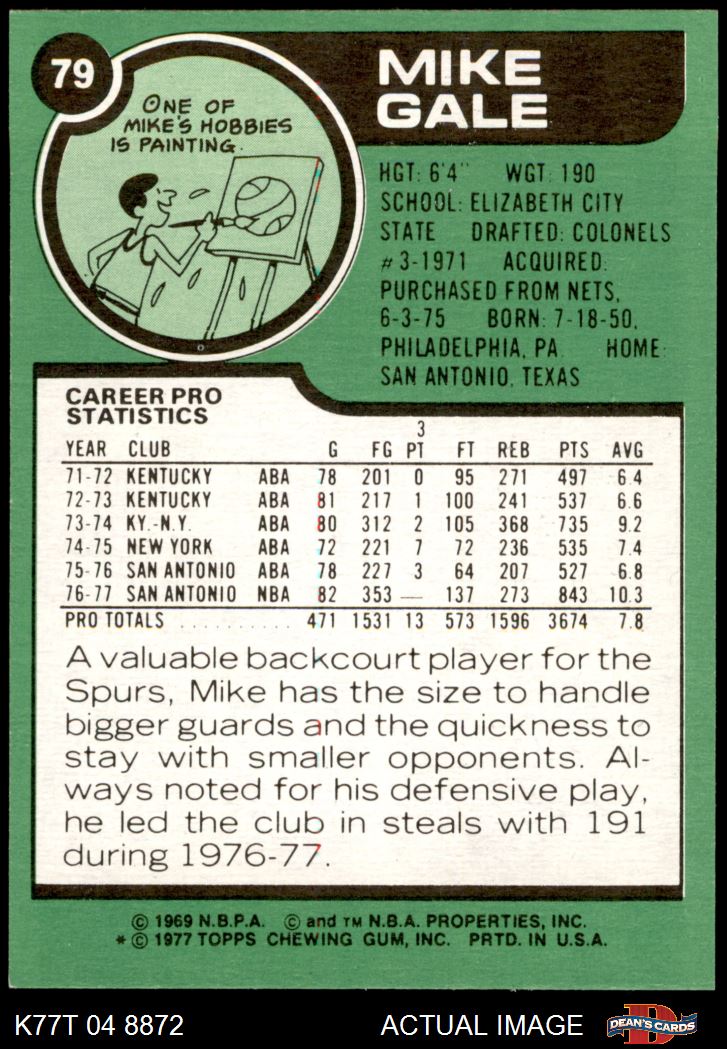 79
ONE OF
MIKE'S HOBBIES
IS PAINTING.
MIKE
GALE
HGT: 6'4" WGT: 190
SCHOOL: ELIZABETH CITY
STATE DRAFTED: COLONELS
#3-1971 ACQUIRED:
PURCHASED FROM NETS,
6-3-75 BORN: 7-18-50,
PHILADELPHIA, PA. HOME:
SAN ANTONIO, TEXAS
CAREER PRO
STATISTICS
YEAR CLUB G FG 3 PT FT REB PTS AVG
71-72 KENTUCKY ABA 78 201 0 95 271 497 6.4
72-73 KENTUCKY ABA 81 217 1 100 241 537 6.6
73-74 KY.-N.Y. ABA 80 312 2 105 368 735 9.2
74-75 NEW YORK ABA 72 221 7 72 236 535 7.4
75-76 SAN ANTONIO ABA 78 227 3 64 207 527 6.8
76-77 SAN ANTONIO NBA 82 353 — 137 273 843 10.3
PRO TOTALS .......... 471 1531 13 573 1596 3674 7.8
A valuable backcourt player for the
Spurs, Mike has the size to handle
bigger guards and the quickness to
stay with smaller opponents. Al-
ways noted for his defensive play,
he led the club in steals with 191
during 1976-77.
© 1969 N.B.P.A. © and TM N.B.A. PROPERTIES, INC.
* © 1977 TOPPS CHEWING GUM, INC. PRTD. IN U.S.A.
K77T 04 8872 ACTUAL IMAGE D DEAN'S CARDS